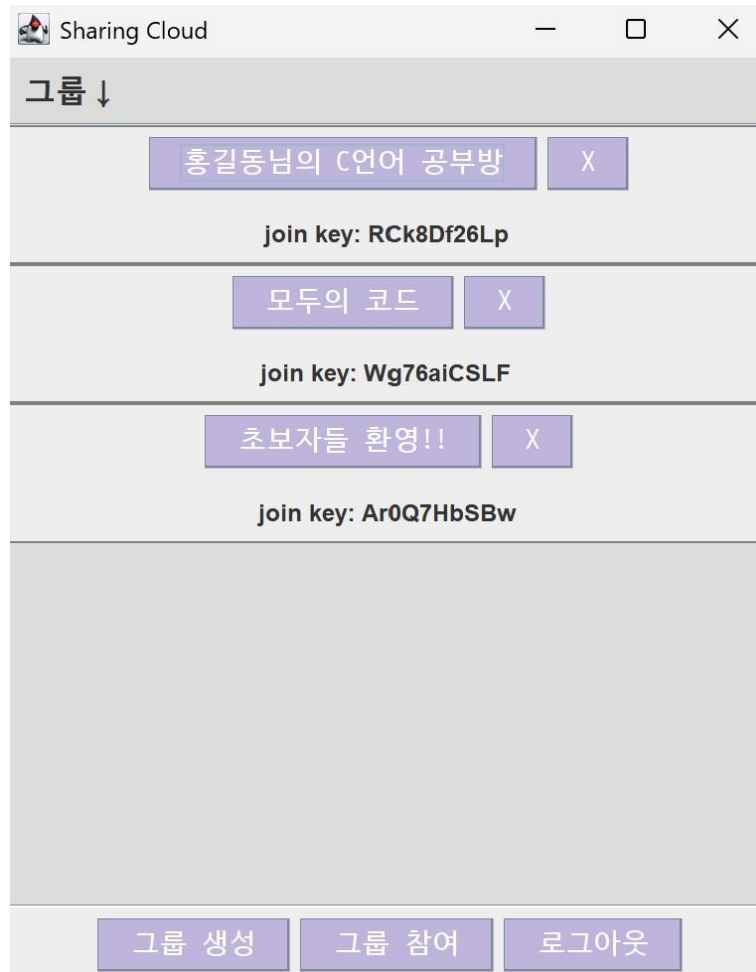 Sharing Cloud
그룹 ↓
홍길동님의 C언어 공부방 X
join key: RCk8Df26Lp
모두의 코드 X
join key: Wg76aiCSLF
초보자들 환영!! X
join key: Ar0Q7HbSBw
그룹 생성 그룹 참여 로그아웃